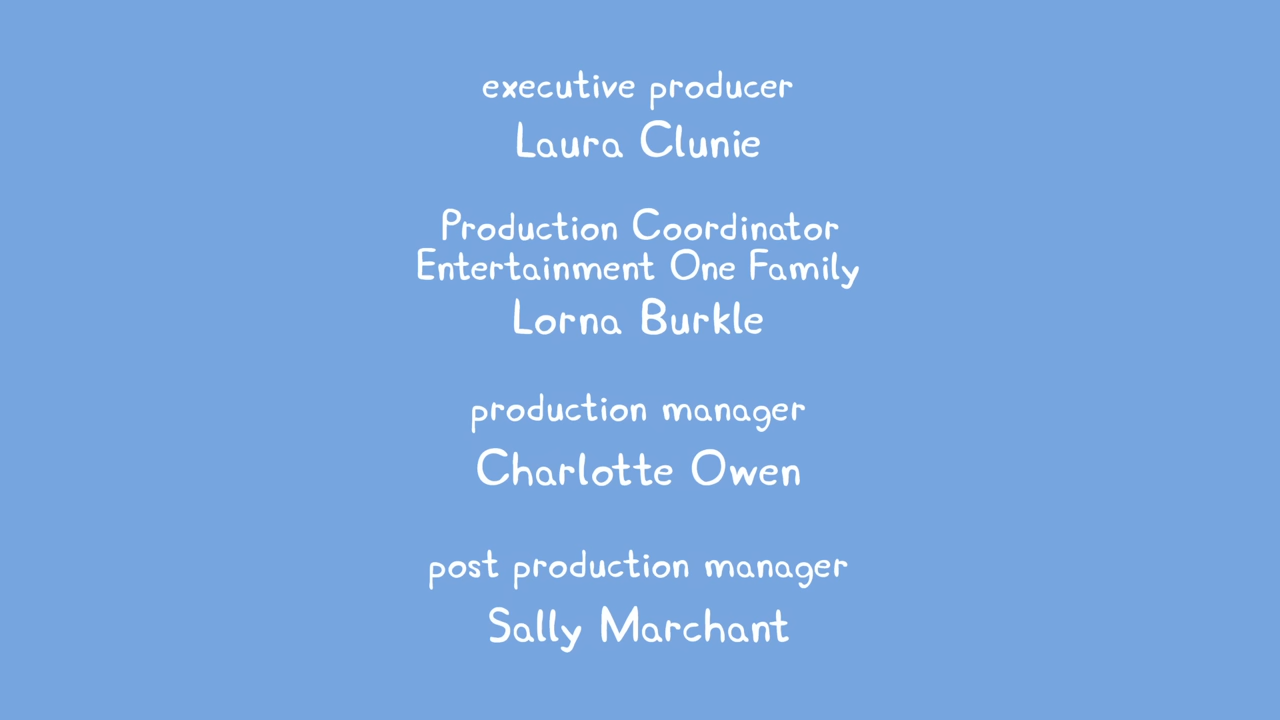 executive producer
Laura Clunie
Production Coordinator
Entertainment One Family
Lorna Burkle
production manager
Charlotte Owen
post production manager
Sally Marchant